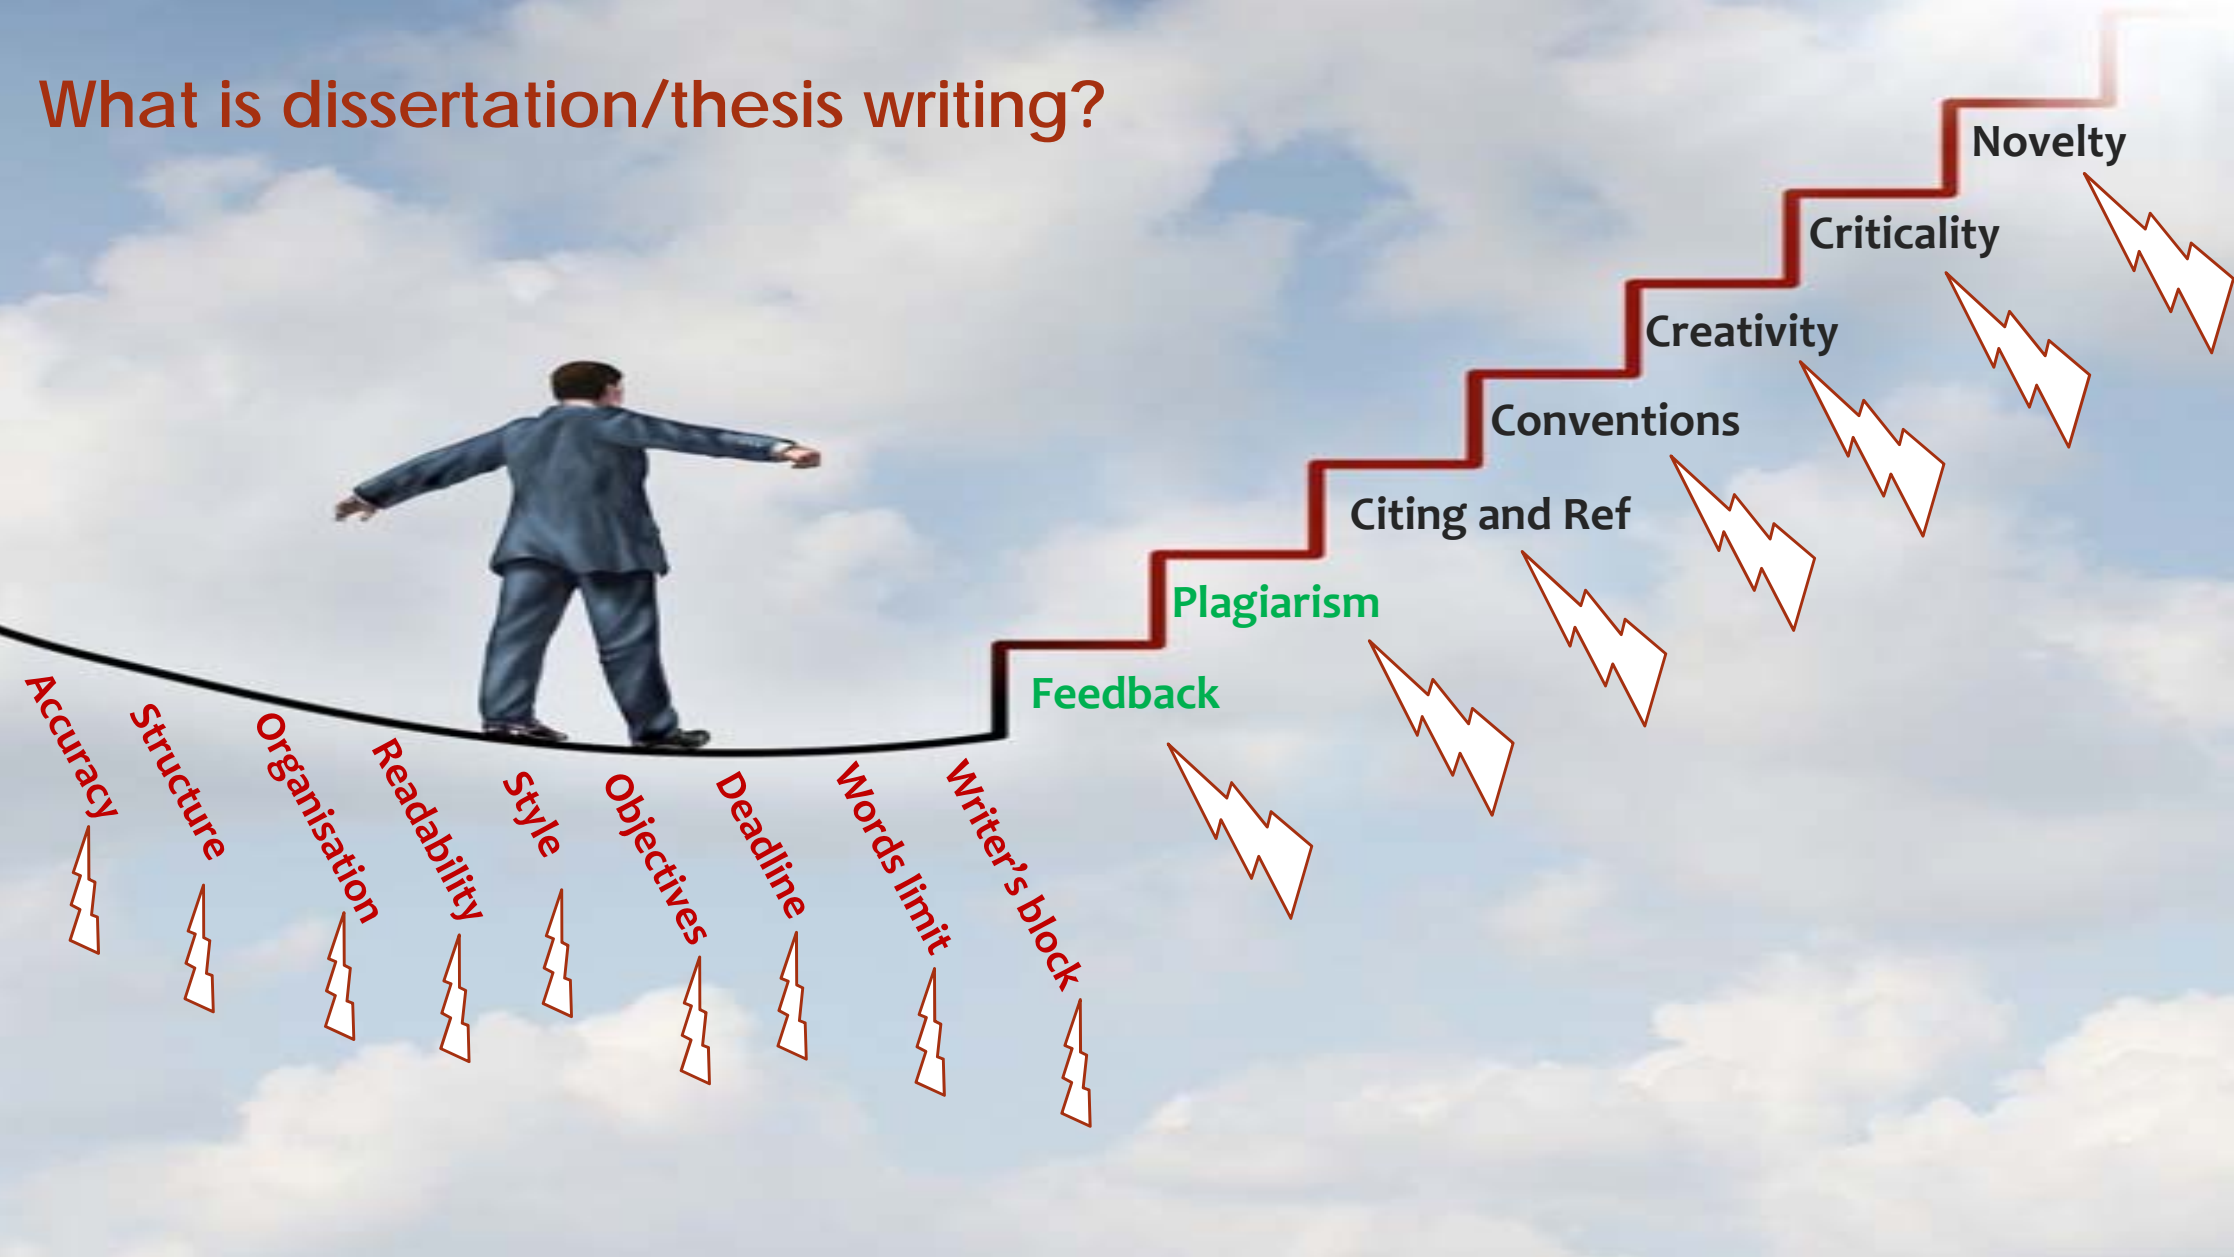 What is dissertation/thesis writing?
Novelty
Criticality
Creativity
Conventions
Citing and Ref
Plagiarism
Feedback
Accuracy
Structure
Organisation
Readability
Style
Objectives
Deadline
Words limit
Writer’s block